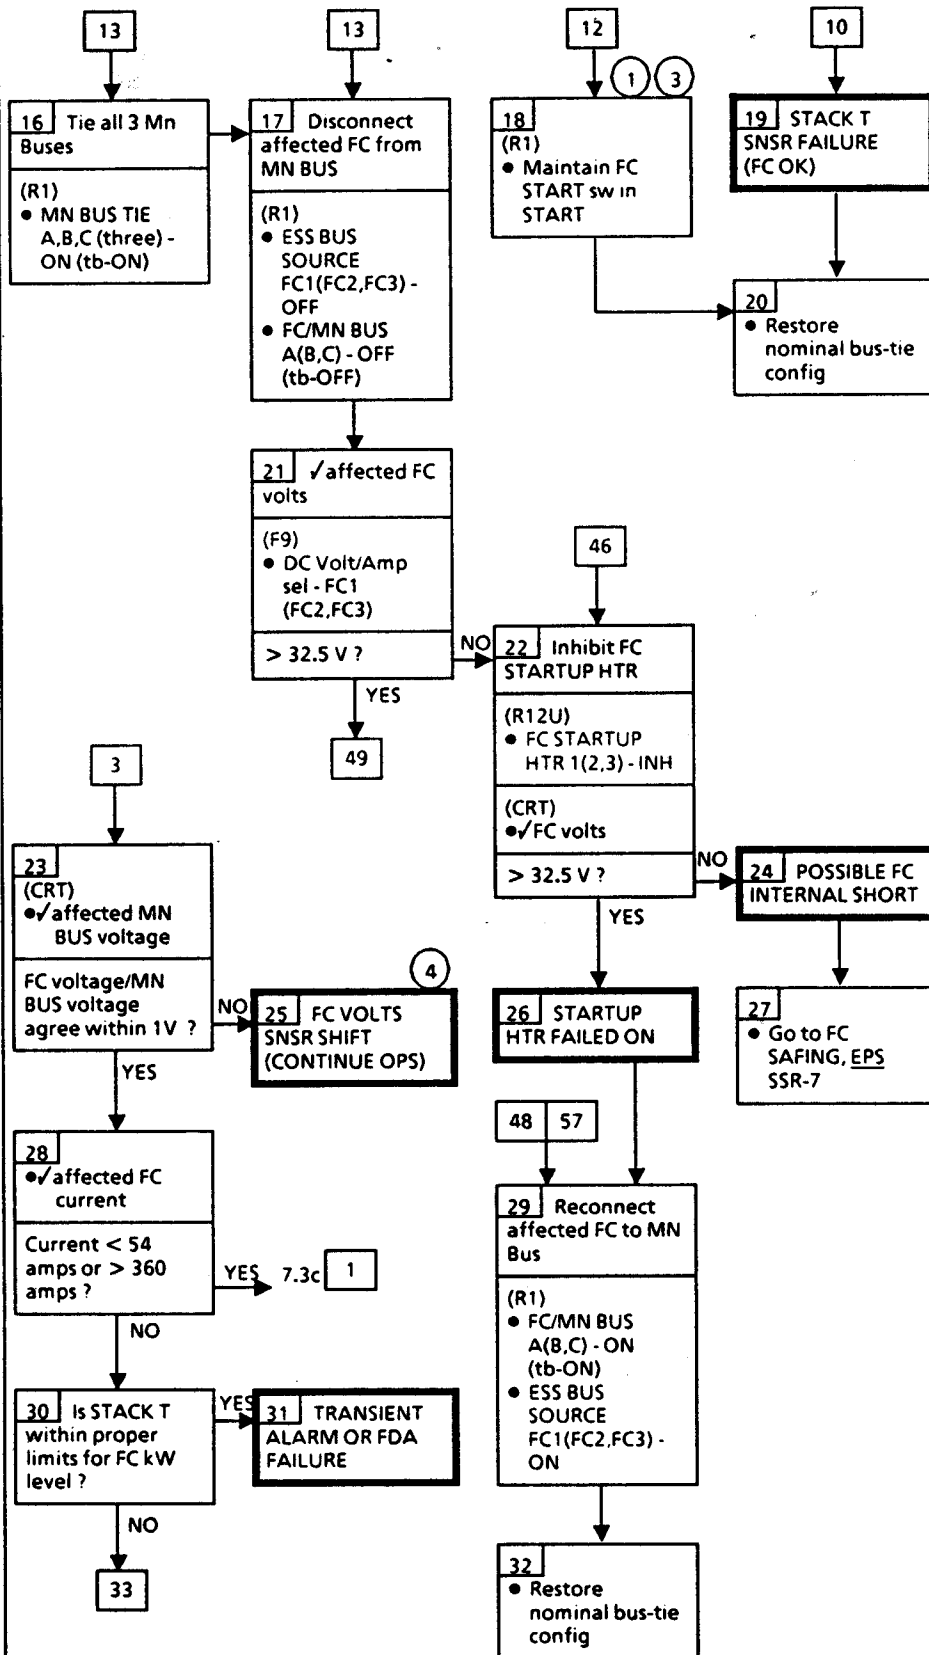 13
13
12
10
1
3
16 Tie all 3 Mn
Buses
(R1)
● MN BUS TIE
A,B,C (three) -
ON (tb-ON)
17 Disconnect
affected FC from
MN BUS
(R1)
● ESS BUS
SOURCE
FC1(FC2,FC3) -
OFF
● FC/MN BUS
A(B,C) - OFF
(tb-OFF)
18
(R1)
● Maintain FC
START sw in
START
19 STACK T
SNSR FAILURE
(FC OK)
20
● Restore
nominal bus-tie
config
21 ✓affected FC
volts
(F9)
● DC Volt/Amp
sel - FC1
(FC2,FC3)
> 32.5 V ?
NO
YES
49
46
22 Inhibit FC
STARTUP HTR
(R12U)
● FC STARTUP
HTR 1(2,3) - INH
(CRT)
●✓FC volts
> 32.5 V ?
NO
YES
24 POSSIBLE FC
INTERNAL SHORT
27
● Go to FC
SAFING, EPS
SSR-7
3
23
(CRT)
●✓affected MN
BUS voltage
FC voltage/MN
BUS voltage
agree within 1V ?
NO
YES
4
25 FC VOLTS
SNSR SHIFT
(CONTINUE OPS)
26 STARTUP
HTR FAILED ON
48 57
28
●✓affected FC
current
Current < 54
amps or > 360
amps ?
YES 7.3c 1
NO
29 Reconnect
affected FC to MN
Bus
(R1)
● FC/MN BUS
A(B,C) - ON
(tb-ON)
● ESS BUS
SOURCE
FC1(FC2,FC3) -
ON
30 Is STACK T
within proper
limits for FC kW
level ?
YES
NO
31 TRANSIENT
ALARM OR FDA
FAILURE
33
32
● Restore
nominal bus-tie
config